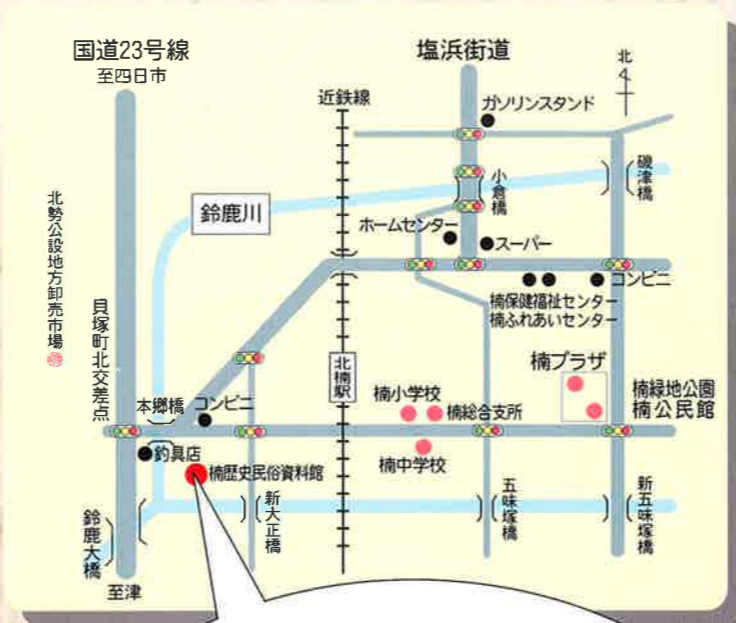 国道23号線
至四日市
塩浜街道
北
近鉄線
ガソリンスタンド
磯津橋
小倉橋
鈴鹿川
北勢公設地方卸売市場
ホームセンター
スーパー
コンビニ
楠保健福祉センター
楠ふれあいセンター
貝塚町北交差点
北楠駅
楠プラザ
楠緑地公園
楠公民館
本郷橋
コンビニ
楠小学校
楠総合支所
釣具店
楠中学校
楠歴史民俗資料館
鈴鹿大橋
新大正橋
五味塚橋
新五味塚橋
至津